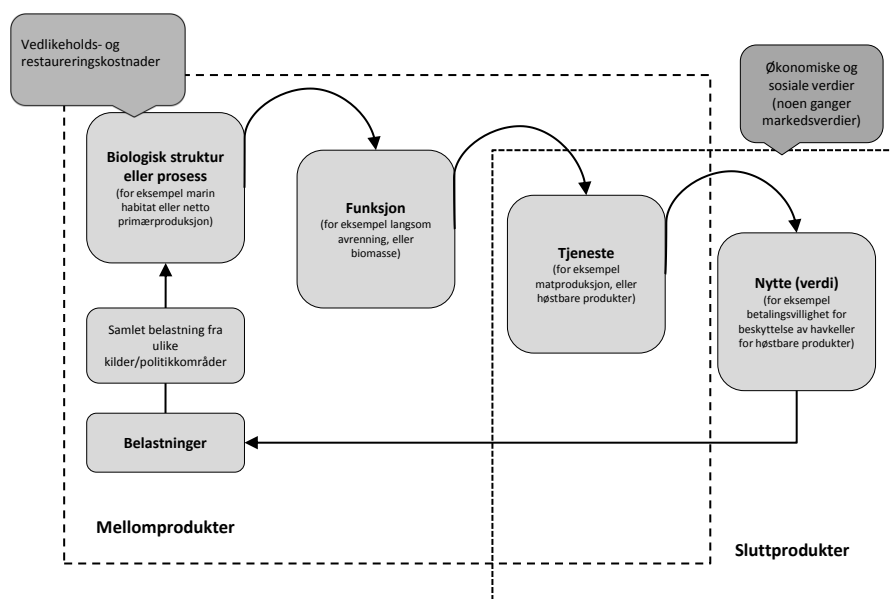 Vedlikeholds- og
restaureringskostnader
Økonomiske og
sosiale verdier
(noen ganger
markedsverdier)
Biologisk struktur
eller prosess
(for eksempel marin
habitat eller netto
primærproduksjon)
Funksjon
(for eksempel langsom
avrenning, eller
biomasse)
Tjeneste
(for eksempel
matproduksjon, eller
høstbare produkter)
Nytte (verdi)
(for eksempel
betalingsvillighet for
beskyttelse av havkeller
for høstbare produkter)
Samlet belastning fra
ulike
kilder/politikkområder
Belastninger
Mellomprodukter
Sluttprodukter